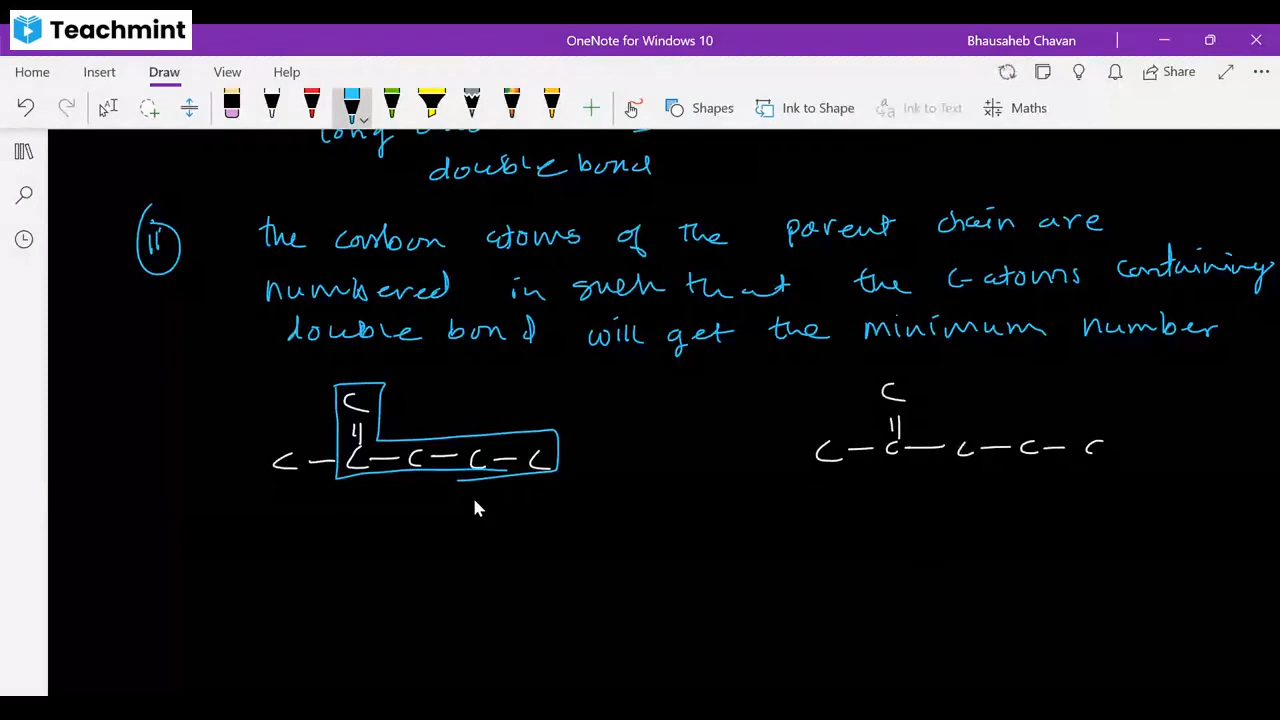 Teachmint
OneNote for Windows 10
Bhausaheb Chavan
Home Insert Draw View Help
Share
Shapes Ink to Shape Ink to Text Maths
long
double bond
(ii) the carbon atoms of the parent chain are
numbered in such that the C-atoms containing
double bond will get the minimum number
C C
|| ||
C - C - C - C - C C - C - C - C - C